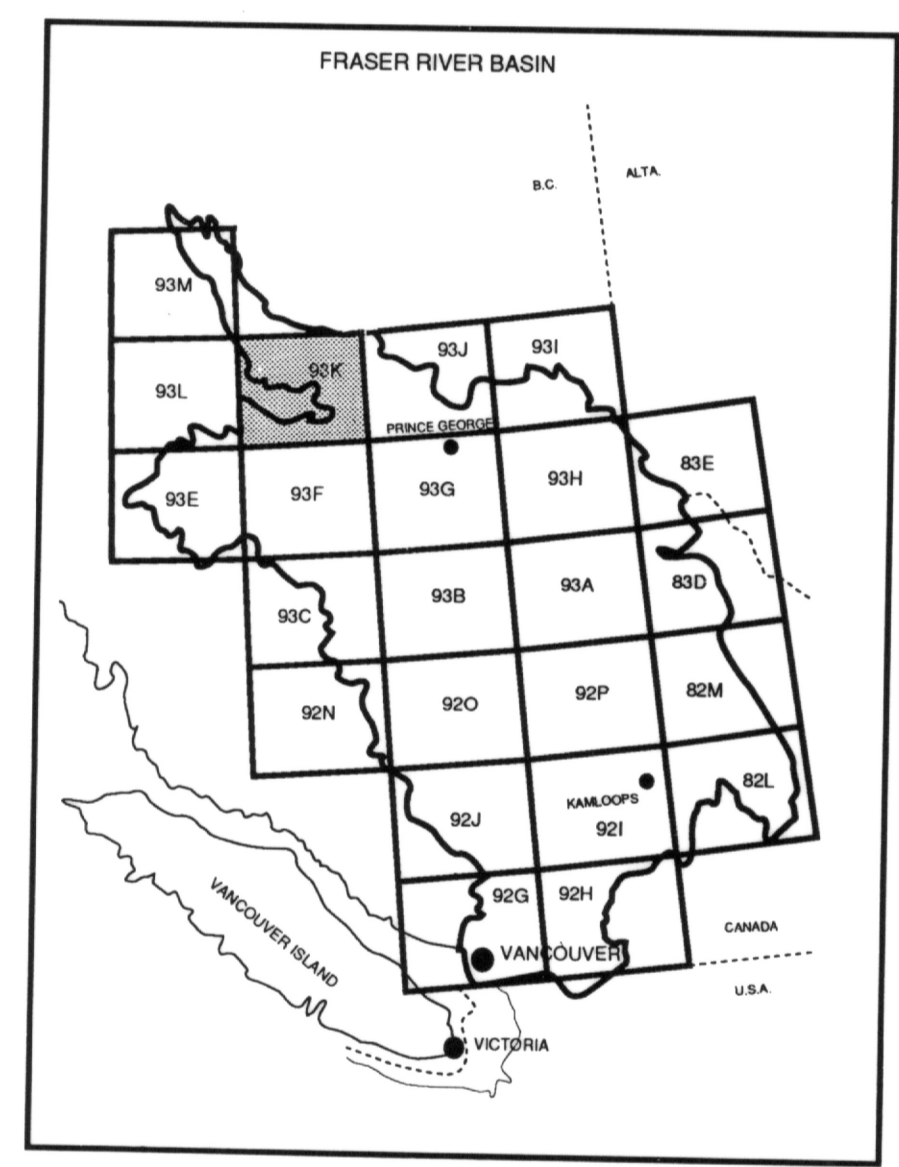 FRASER RIVER BASIN
B.C.
ALTA.
93M
93J
93I
93K
93L
PRINCE GEORGE
83E
93E
93F
93G
93H
93C
93B
93A
83D
92N
92O
92P
82M
82L
KAMLOOPS
92J
92I
92G
92H
VANCOUVER ISLAND
CANADA
VANCOUVER
U.S.A.
VICTORIA